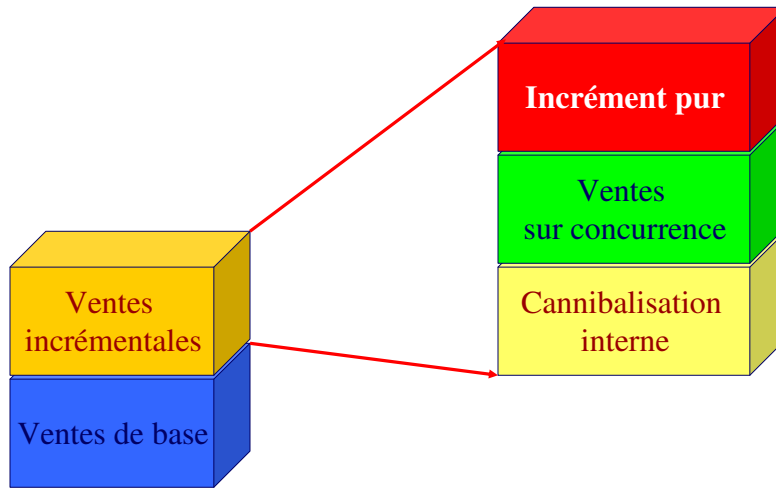 Incrément pur
Ventes
sur concurrence
Cannibalisation
interne
Ventes
incrémentales
Ventes de base